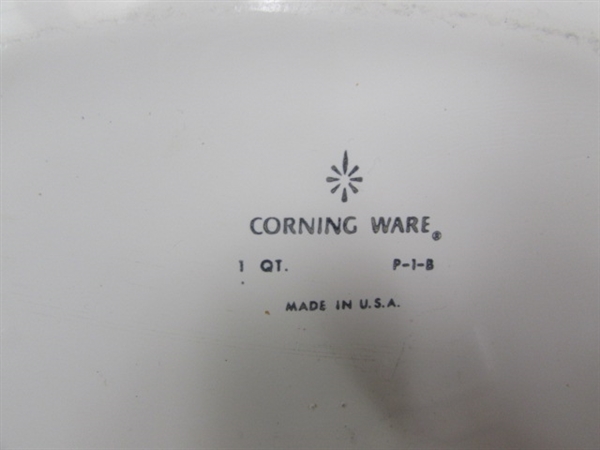 CORNING WARE®
1 QT. P-1-B
MADE IN U.S.A.